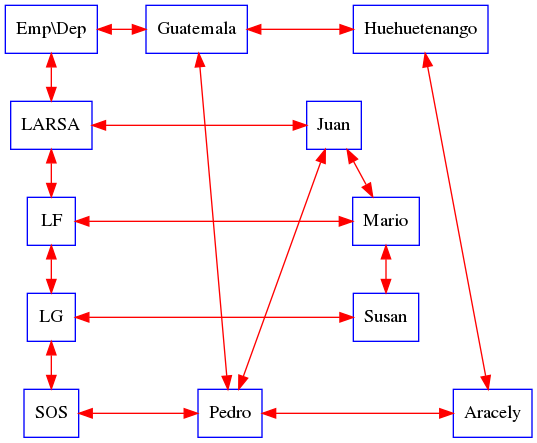 Emp\Dep Guatemala Huehuetenango
LARSA Juan
LF Mario
LG Susan
SOS Pedro Aracely